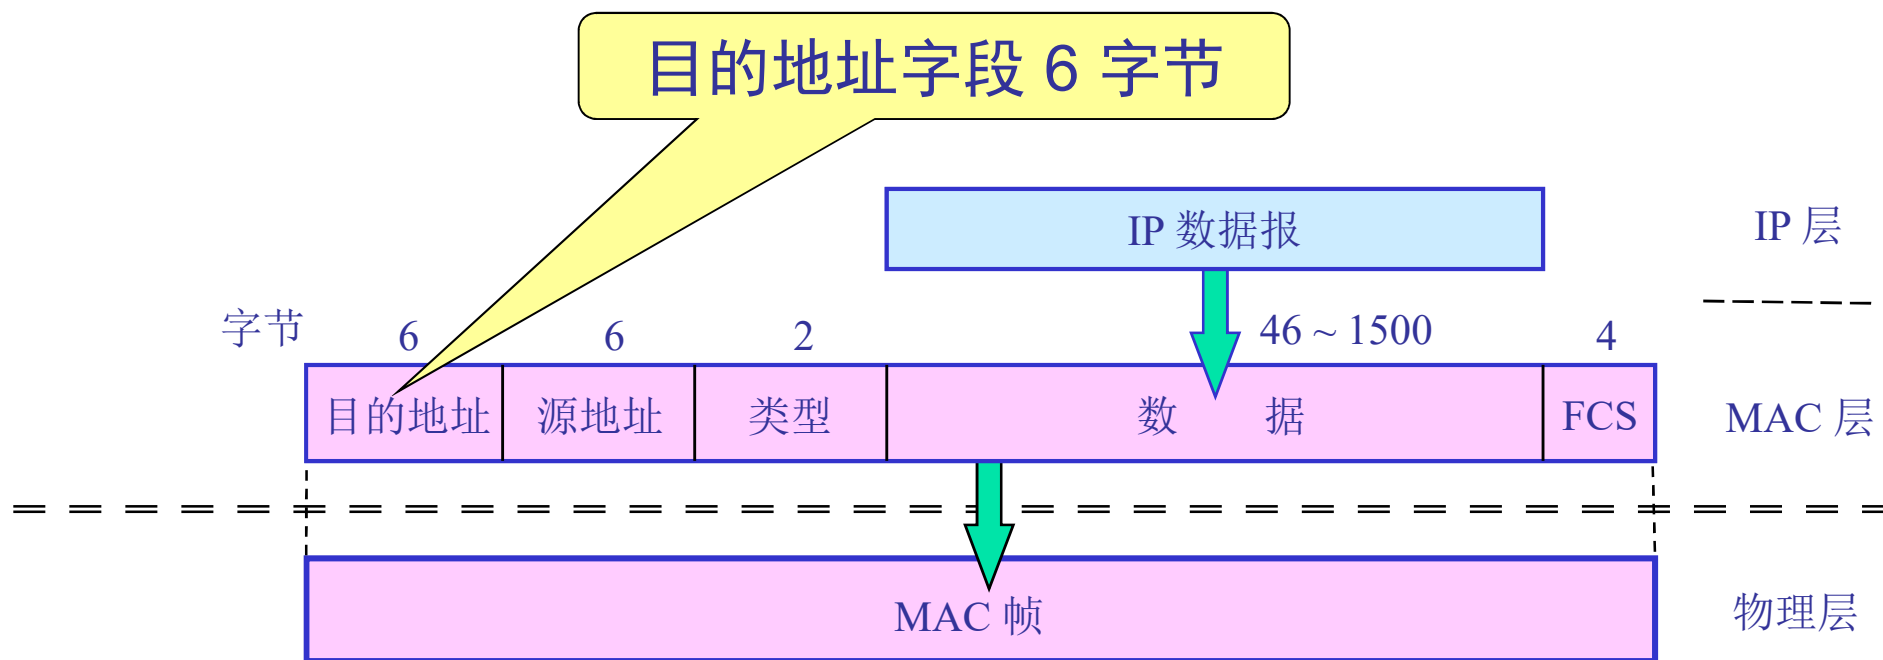 目的地址字段 6 字节
IP 数据报
IP 层
字节
6
6
2
46 ~ 1500
4
目的地址
源地址
类型
数 据
FCS
MAC 层
MAC 帧
物理层